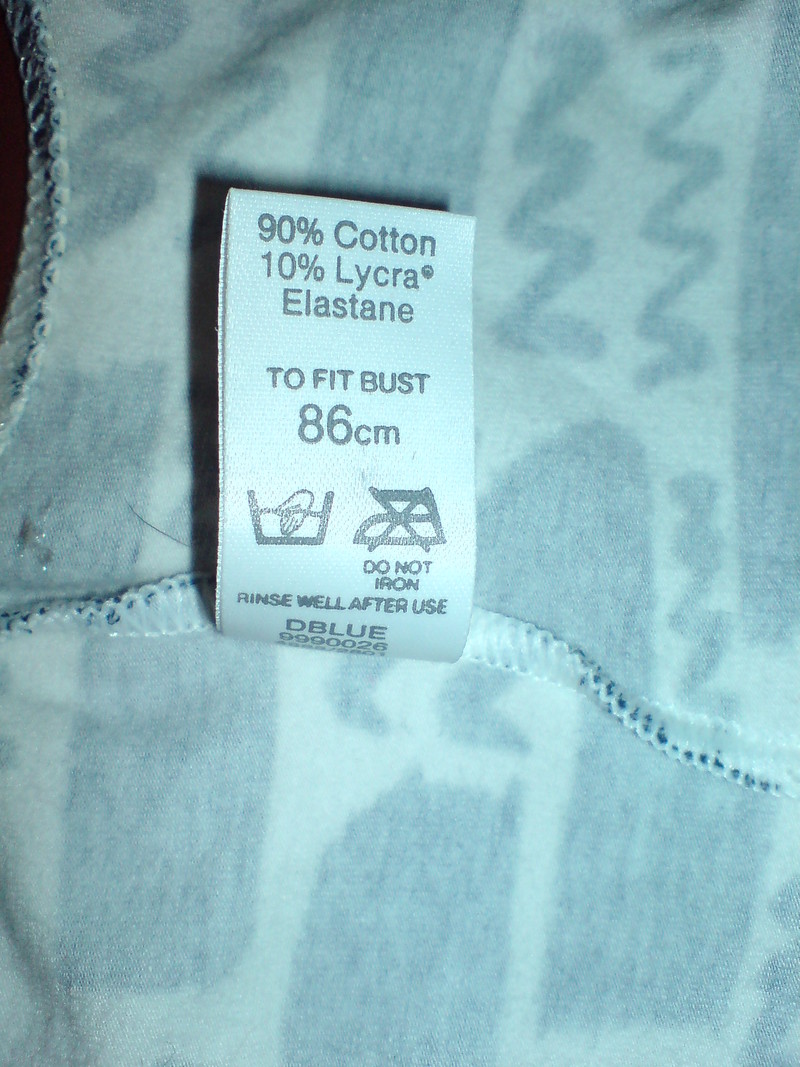 90% Cotton
10% Lycra®
Elastane
TO FIT BUST
86cm
DO NOT
IRON
RINSE WELL AFTER USE
DBLUE
9990026